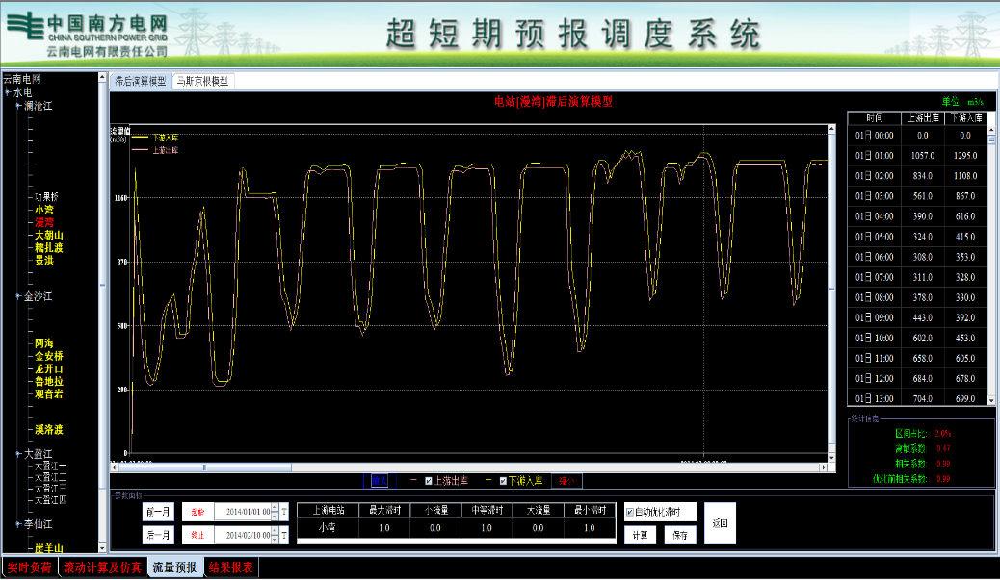 中国南方电网
CHINA SOUTHERN POWER GRID
云南电网有限责任公司
超短期预报调度系统
云南电网
水电
澜沧江
功果桥
小湾
漫湾
大朝山
糯扎渡
景洪
金沙江
阿海
金安桥
龙开口
鲁地拉
观音岩
溪洛渡
大盈江
大盈江一
大盈江二
大盈江三
大盈江四
李仙江
崖羊山
滞后演算模型 马斯京根模型
电站[漫湾]滞后演算模型
单位: m3/s
流量值
(m3/s)
下游入库
上游出库
1160
870
580
290
0
时间 上游出库 下游入库
01日 00:00 0.0 0.0
01日 01:00 1057.0 1295.0
01日 02:00 834.0 1108.0
01日 03:00 561.0 867.0
01日 04:00 390.0 616.0
01日 05:00 324.0 415.0
01日 06:00 308.0 353.0
01日 07:00 311.0 328.0
01日 08:00 378.0 330.0
01日 09:00 443.0 392.0
01日 10:00 602.0 453.0
01日 11:00 658.0 605.0
01日 12:00 684.0 678.0
01日 13:00 704.0 699.0
统计信息
区间占比: 2.0%
离散系数: 0.47
相关系数: 0.99
优化前相关系数: 0.99
放大 上游出库 下游入库 缩小
参数面板
前一月 起始 2014/01/01 00 T
后一月 终止 2014/02/10 00 T
上游电站 最大滞时 小流量 中等滞时 大流量 最小滞时
小湾 1.0 0.0 1.0 0.0 1.0
自动优化滞时
计算 保存
返回
实时负荷 滚动计算及仿真 流量预报 结果报表